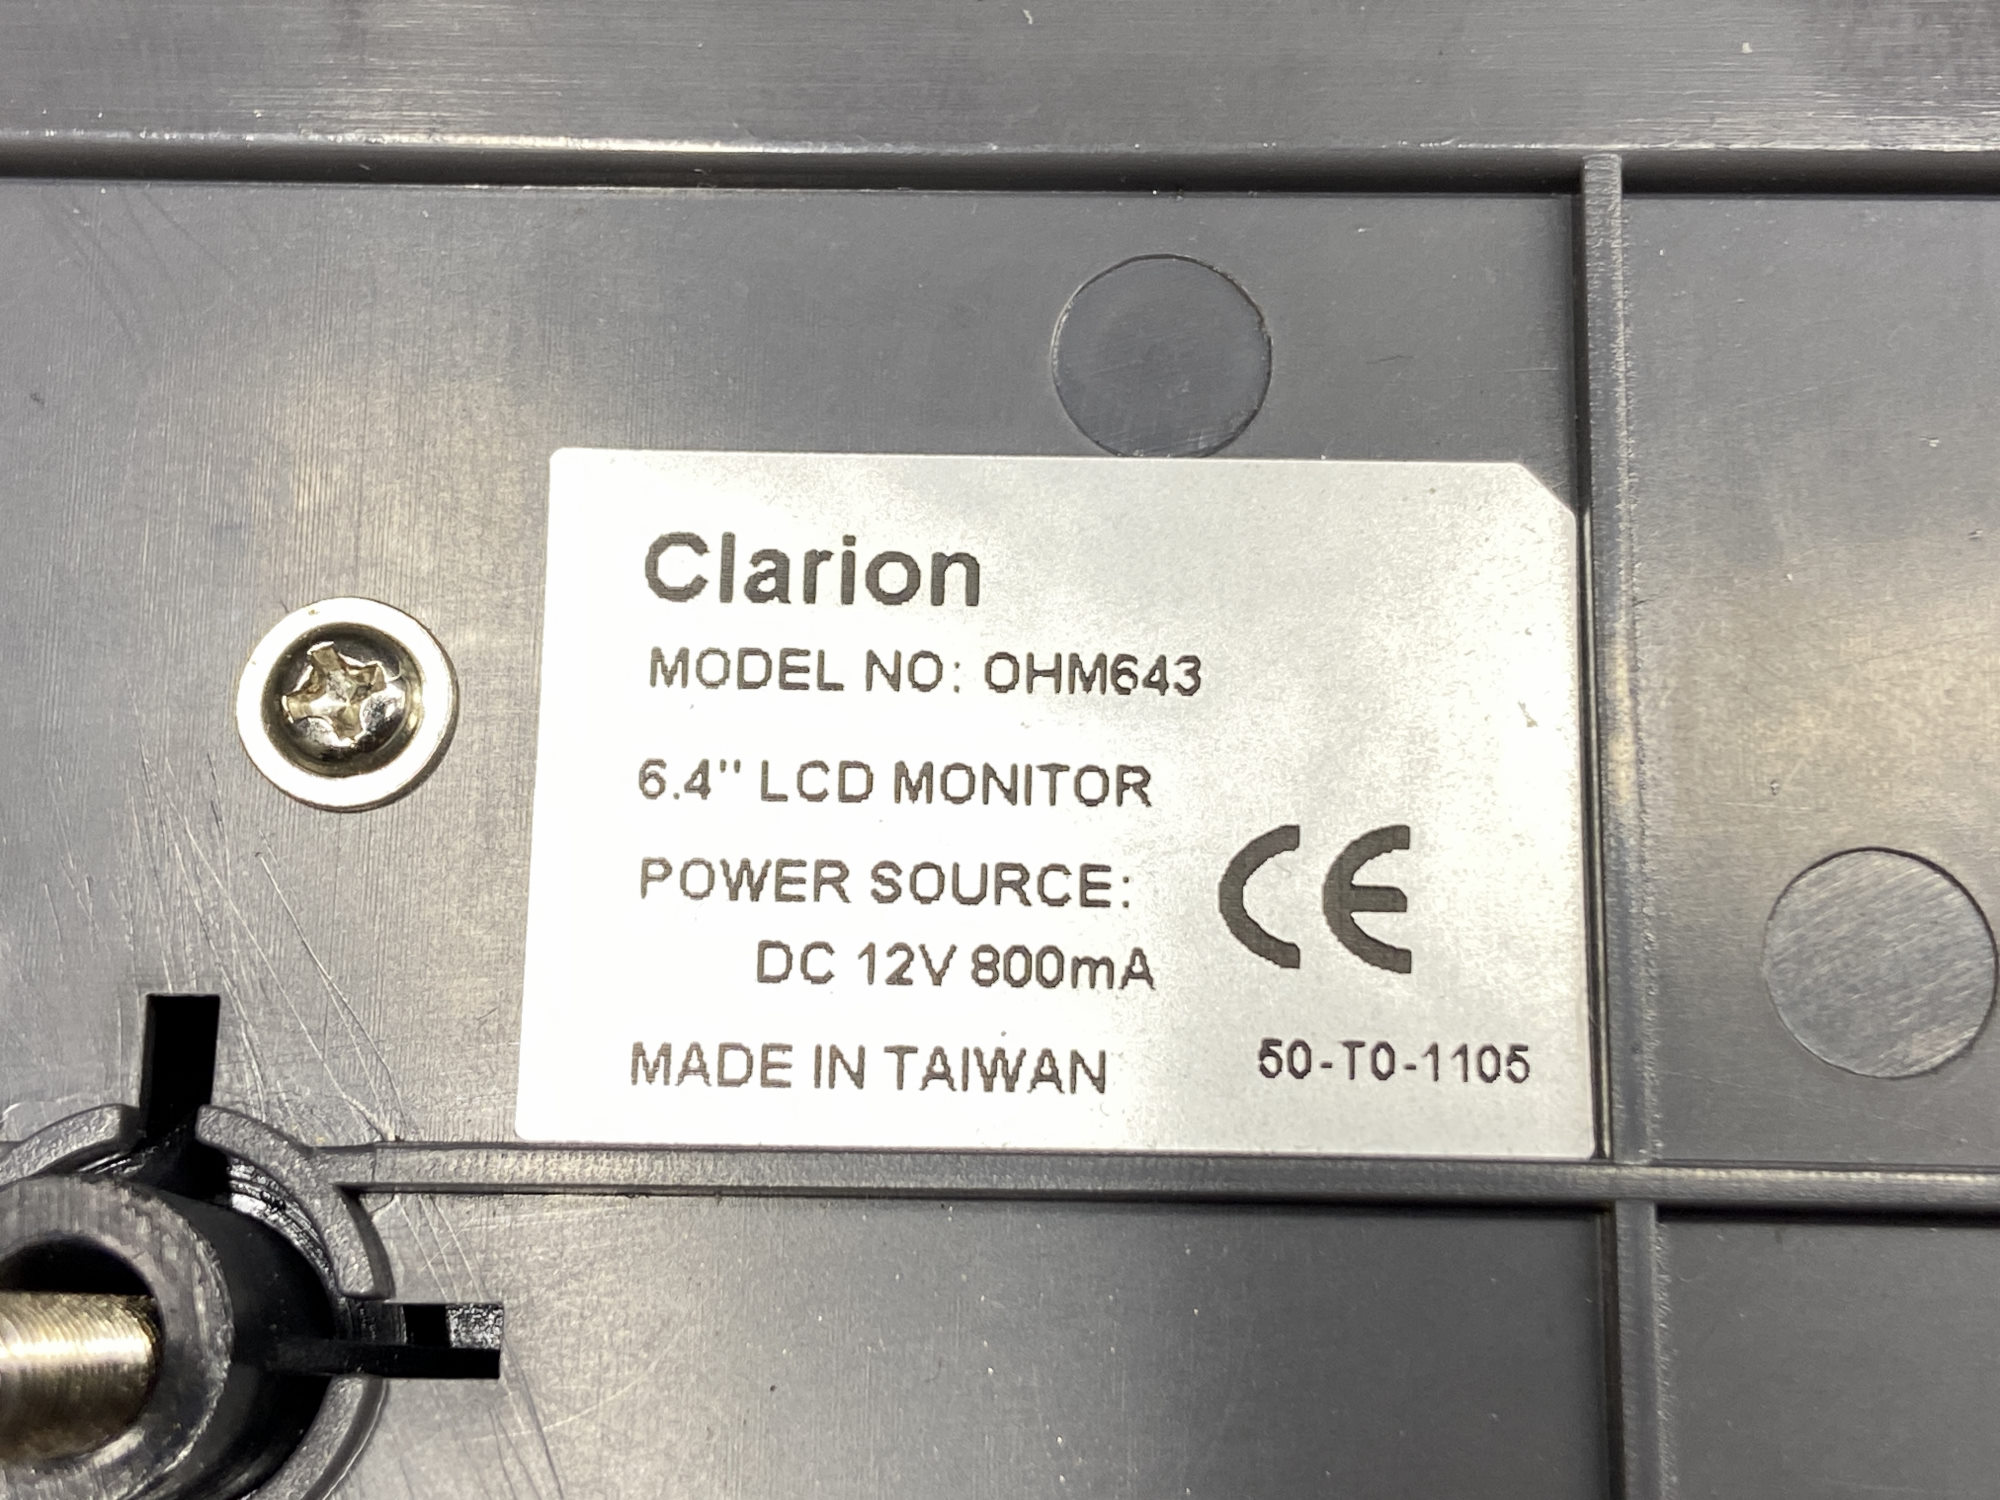 Clarion
MODEL NO: OHM643
6.4" LCD MONITOR
POWER SOURCE:
DC 12V 800mA
CE
MADE IN TAIWAN
50-T0-1105